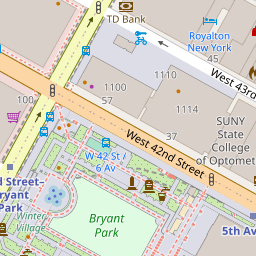 TD Bank
Royalton
New York
45
West 43rd
1110
1100
1114
100
57
37
SUNY
State
College
of Optomet
West 42nd Street
W 42 St /
6 Av
d Street–
Bryant
Park
Winter
Village
Bryant
Park
5th Av